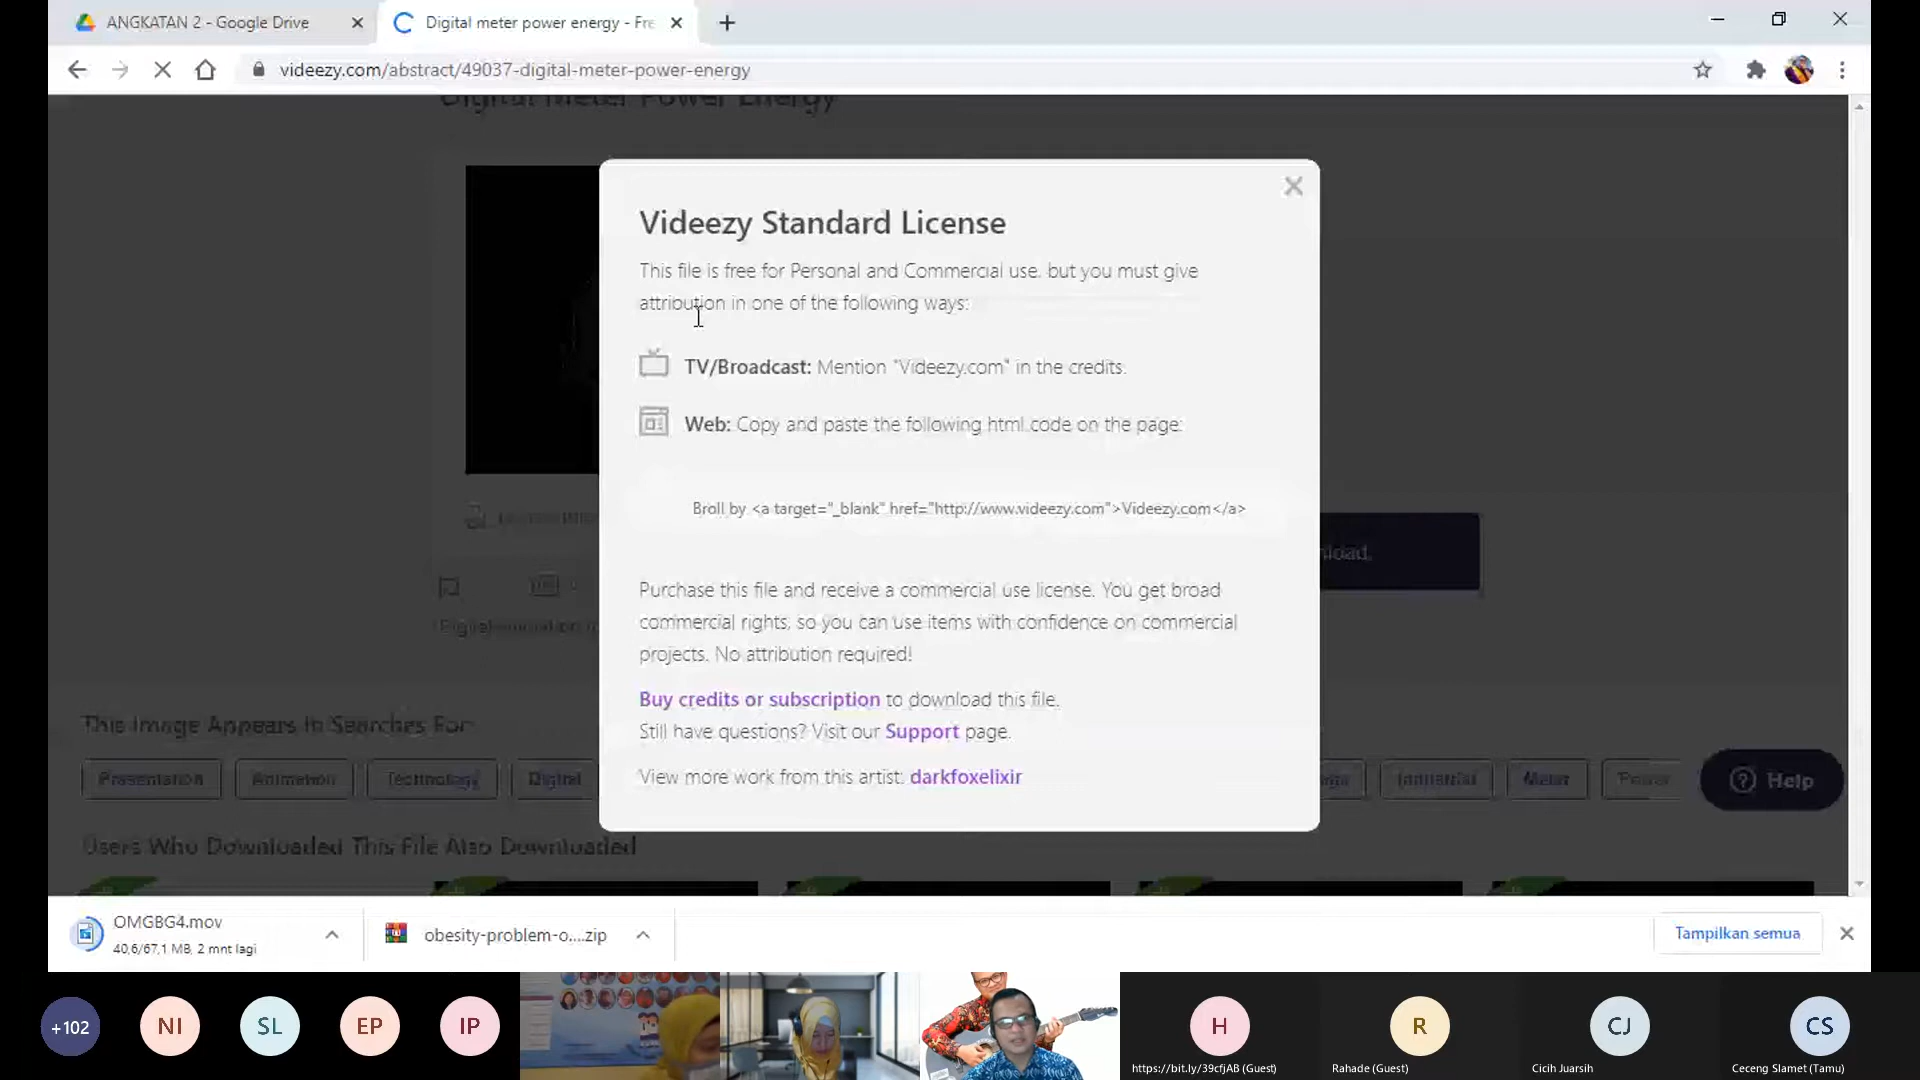 ANGKATAN 2 - Google Drive
Digital meter power energy - Fre
videezy.com/abstract/49037-digital-meter-power-energy
Digital Meter Power Energy
Videezy Standard License
This file is free for Personal and Commercial use, but you must give
attribution in one of the following ways:
TV/Broadcast: Mention "Videezy.com" in the credits.
Web: Copy and paste the following html code on the page:
Broll by <a target="_blank" href="http://www.videezy.com">Videezy.com</a>
nload.
Purchase this file and receive a commercial use license. You get broad
commercial rights, so you can use items with confidence on commercial
projects. No attribution required!
Buy credits or subscription to download this file.
Still have questions? Visit our Support page.
View more work from this artist: darkfoxelixir
This Image Appears In Searches For
Presentation Animation Technology Digital Industrial Meter Power
Help
Users Who Downloaded This File Also Downloaded
OMGBG4.mov
40,6/67,1 MB, 2 mnt lagi
obesity-problem-o....zip
Tampilkan semua
+102 NI SL EP IP H R CJ CS
https://bit.ly/39cfjAB (Guest) Rahade (Guest) Cicih Juarsih Ceceng Slamet (Tamu)